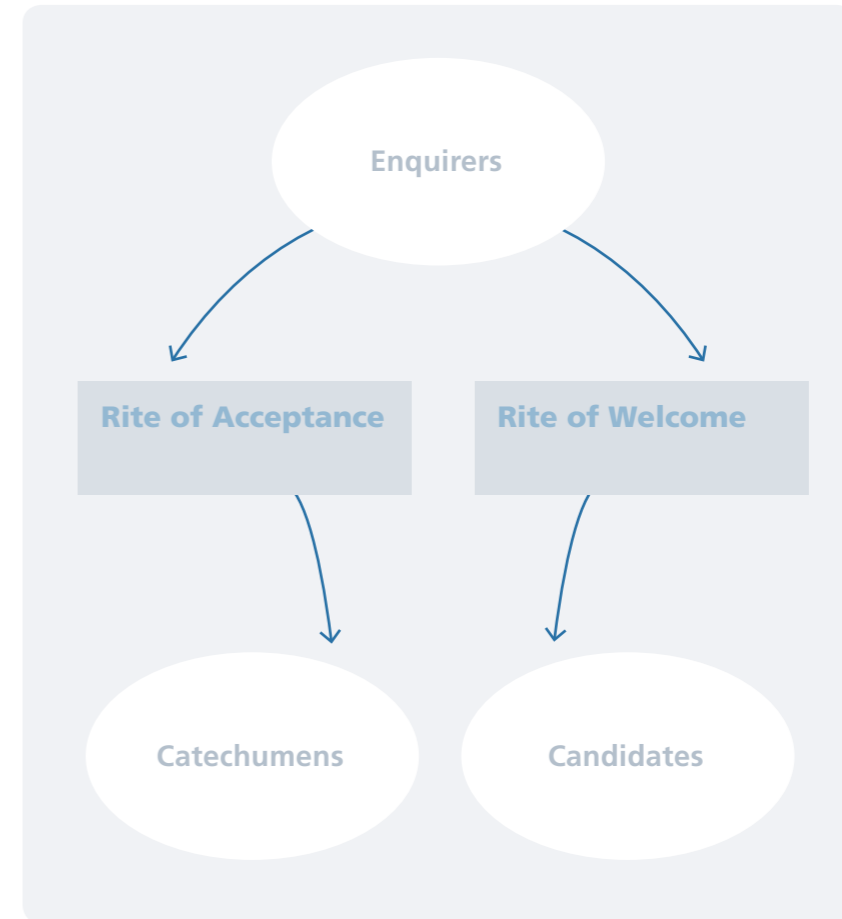 Enquirers
Rite of Acceptance
Rite of Welcome
Catechumens
Candidates